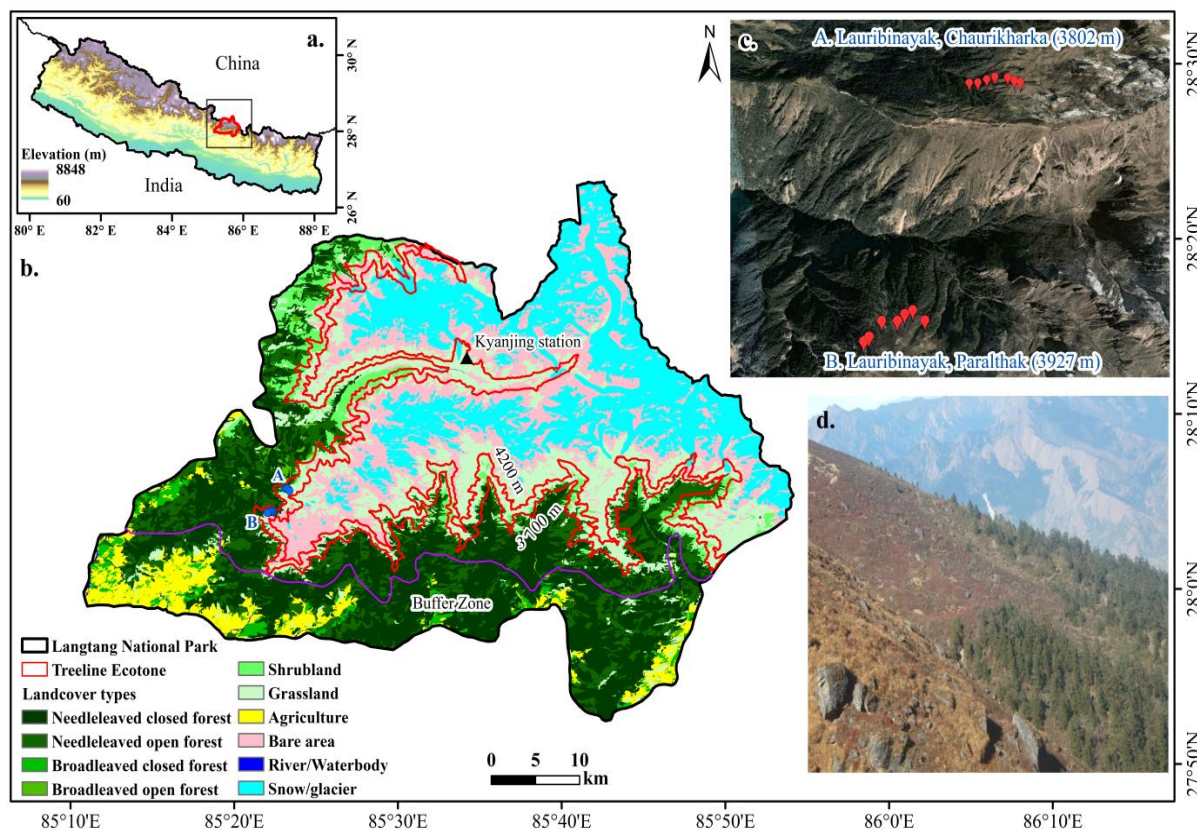 a.
China
India
Elevation (m)
8848
60
30° N
28° N
26° N
80° E
82° E
84° E
86° E
88° E
N
c.
A. Lauribinayak, Chaurikharka (3802 m)
B. Lauribinayak, Paralthak (3927 m)
b.
Kyanjing station
A
B
4200 m
3700 m
Buffer Zone
d.
Langtang National Park
Treeline Ecotone
Landcover types
Needleleaved closed forest
Needleleaved open forest
Broadleaved closed forest
Broadleaved open forest
Shrubland
Grassland
Agriculture
Bare area
River/Waterbody
Snow/glacier
0 5 10
km
28°30'N
28°20'N
28°10'N
28°0'N
27°50'N
85°10'E
85°20'E
85°30'E
85°40'E
85°50'E
86°0'E
86°10'E